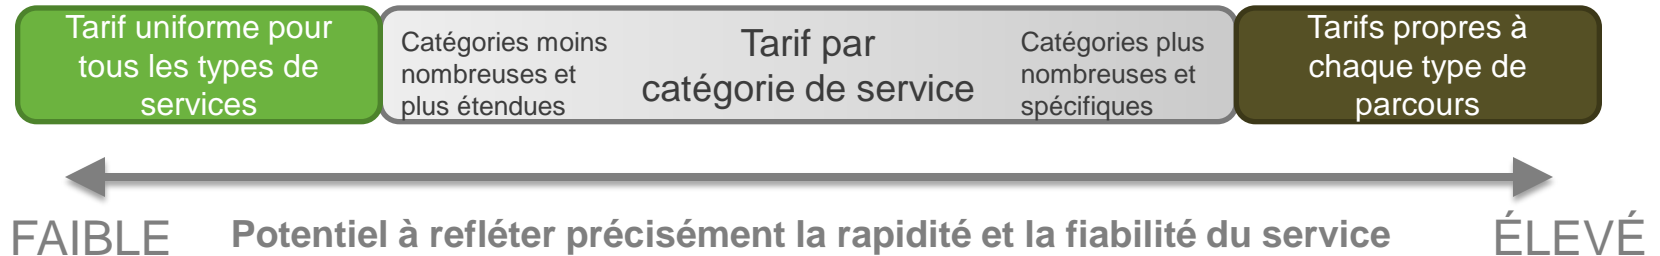 Tarif uniforme pour
tous les types de
services
Catégories moins
nombreuses et
plus étendues
Tarif par
catégorie de service
Catégories plus
nombreuses et
spécifiques
Tarifs propres à
chaque type de
parcours
FAIBLE
Potentiel à refléter précisément la rapidité et la fiabilité du service
ÉLEVÉ